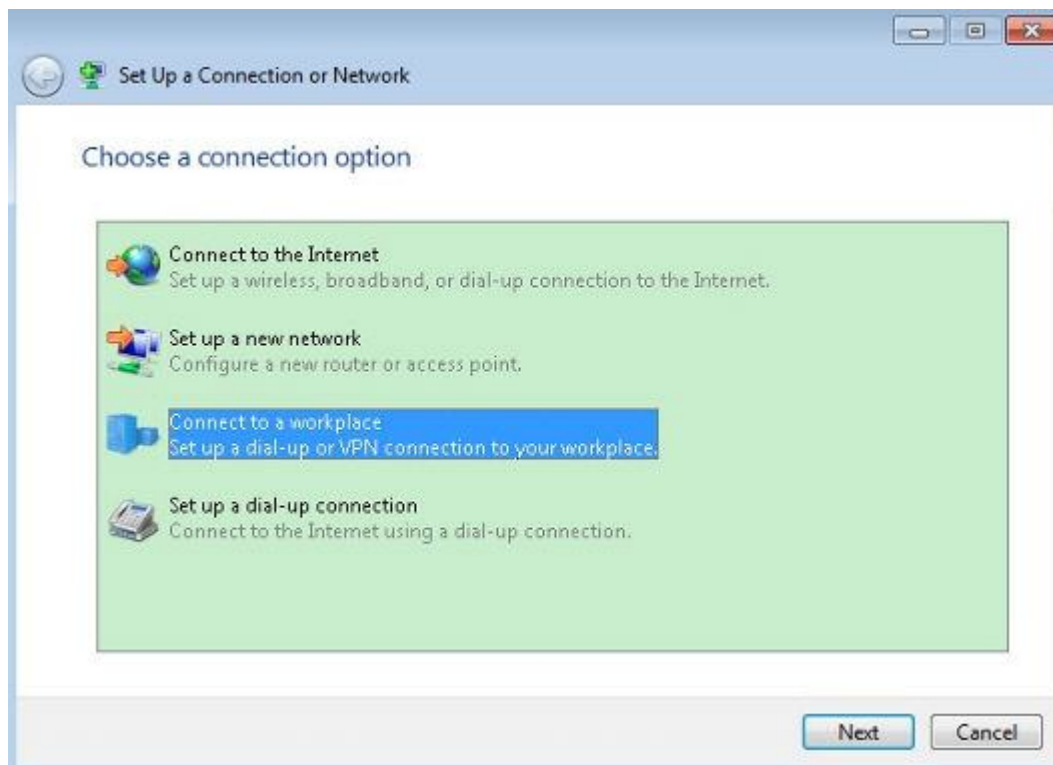 Set Up a Connection or Network
Choose a connection option
Connect to the Internet
Set up a wireless, broadband, or dial-up connection to the Internet.
Set up a new network
Configure a new router or access point.
Connect to a workplace
Set up a dial-up or VPN connection to your workplace.
Set up a dial-up connection
Connect to the Internet using a dial-up connection.
Next
Cancel